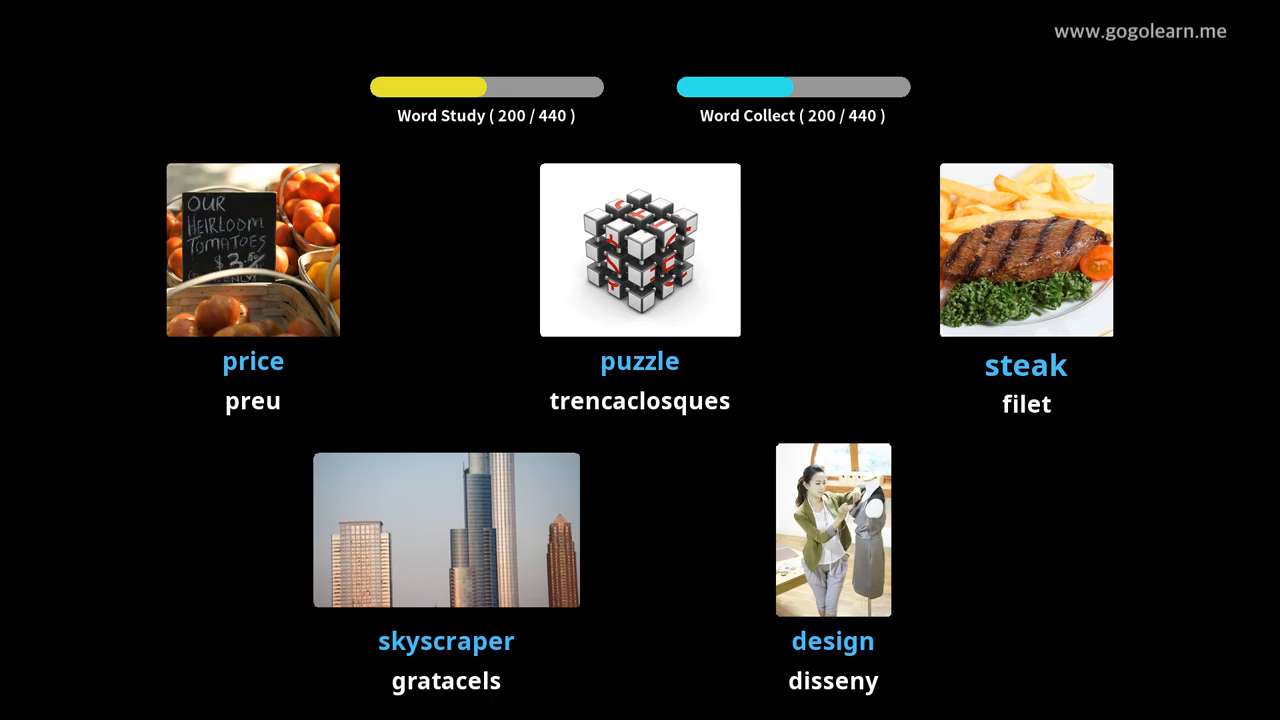 www.gogolearn.me
Word Study ( 200 / 440 )
Word Collect ( 200 / 440 )
OUR
HEIRLOOM
TOMATOES
price
puzzle
steak
preu
trencaclosques
filet
skyscraper
design
gratacels
disseny